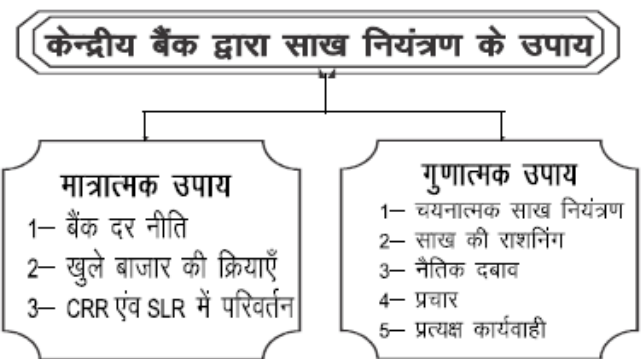 केन्द्रीय बैंक द्वारा साख नियंत्रण के उपाय
मात्रात्मक उपाय
1– बैंक दर नीति
2– खुले बाजार की क्रियाएँ
3– CRR एंव SLR में परिवर्तन
गुणात्मक उपाय
1– चयनात्मक साख नियंत्रण
2– साख की राशनिंग
3– नैतिक दबाव
4– प्रचार
5– प्रत्यक्ष कार्यवाही